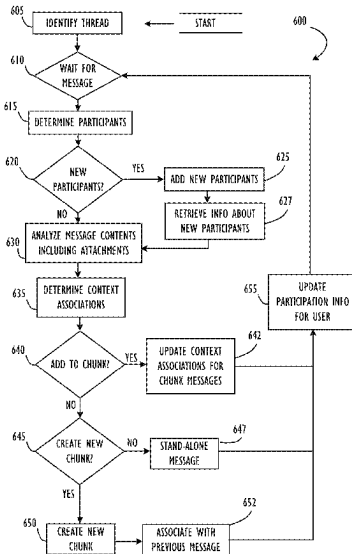 605
IDENTIFY THREAD
START
600
610
WAIT FOR
MESSAGE
615
DETERMINE PARTICIPANTS
620
NEW
PARTICIPANTS?
YES
625
ADD NEW PARTICIPANTS
627
RETRIEVE INFO ABOUT
NEW PARTICIPANTS
NO
630
ANALYZE MESSAGE CONTENTS
INCLUDING ATTACHMENTS
635
DETERMINE CONTEXT
ASSOCIATIONS
655
UPDATE
PARTICIPATION INFO
FOR USER
640
ADD TO CHUNK?
YES
642
UPDATE CONTEXT
ASSOCIATIONS FOR
CHUNK MESSAGES
NO
645
CREATE NEW
CHUNK?
NO
647
STAND-ALONE
MESSAGE
YES
650
CREATE NEW
CHUNK
652
ASSOCIATE WITH
PREVIOUS MESSAGE